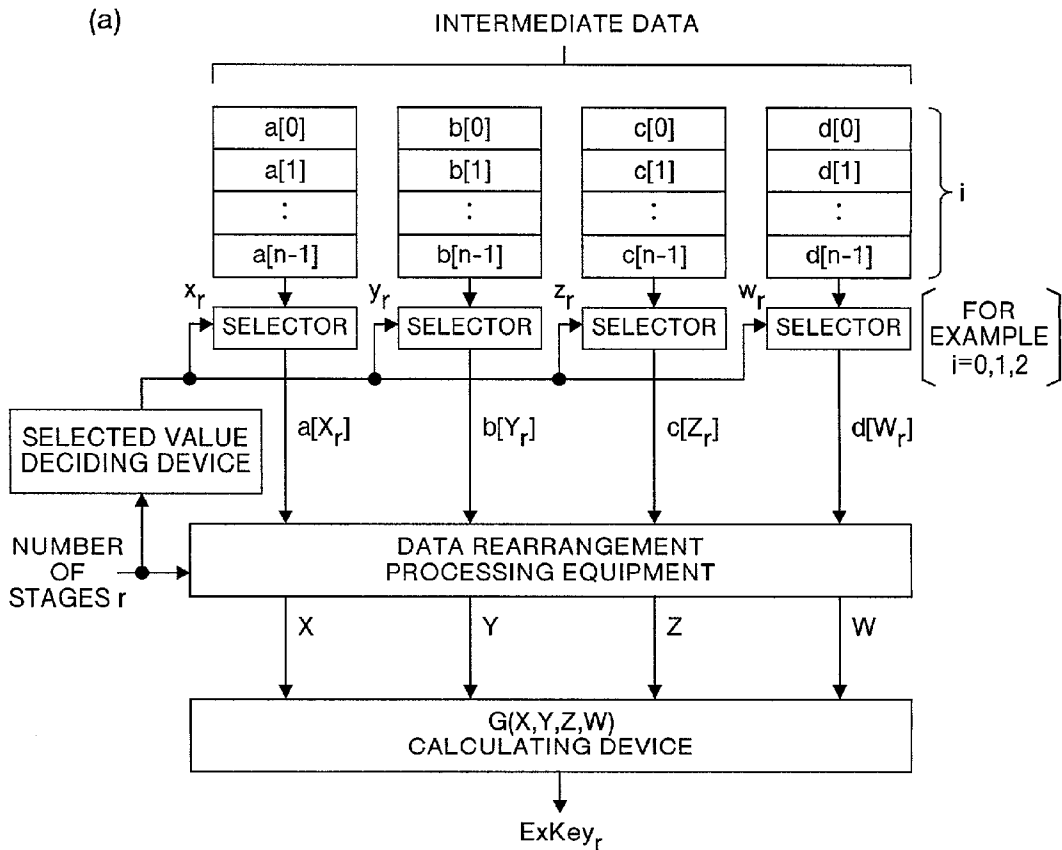 (a)
INTERMEDIATE DATA
a[0] b[0] c[0] d[0]
a[1] b[1] c[1] d[1]
: : : :
a[n-1] b[n-1] c[n-1] d[n-1]
i
xᵣ yᵣ zᵣ wᵣ
SELECTOR SELECTOR SELECTOR SELECTOR
FOR
EXAMPLE
i=0,1,2
a[Xᵣ] b[Yᵣ] c[Zᵣ] d[Wᵣ]
SELECTED VALUE
DECIDING DEVICE
NUMBER
OF
STAGES r
DATA REARRANGEMENT
PROCESSING EQUIPMENT
X Y Z W
G(X,Y,Z,W)
CALCULATING DEVICE
ExKeyᵣ